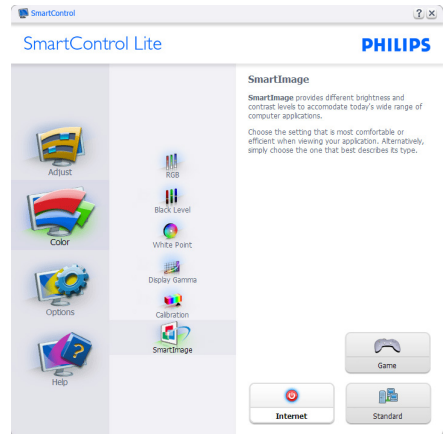 SmartControl
SmartControl Lite
PHILIPS
Adjust
Color
Options
Help
RGB
Black Level
White Point
Display Gamma
Calibration
SmartImage
SmartImage
SmartImage provides different brightness and
contrast levels to accomodate today's wide range of
computer applications.
Choose the setting that is most comfortable or
efficient when viewing your application. Alternatively,
simply choose the one that best describes its type.
Game
Internet
Standard